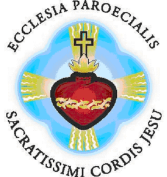 ECCLESIA PAROECIALIS
SACRATISSIMI CORDIS JESU